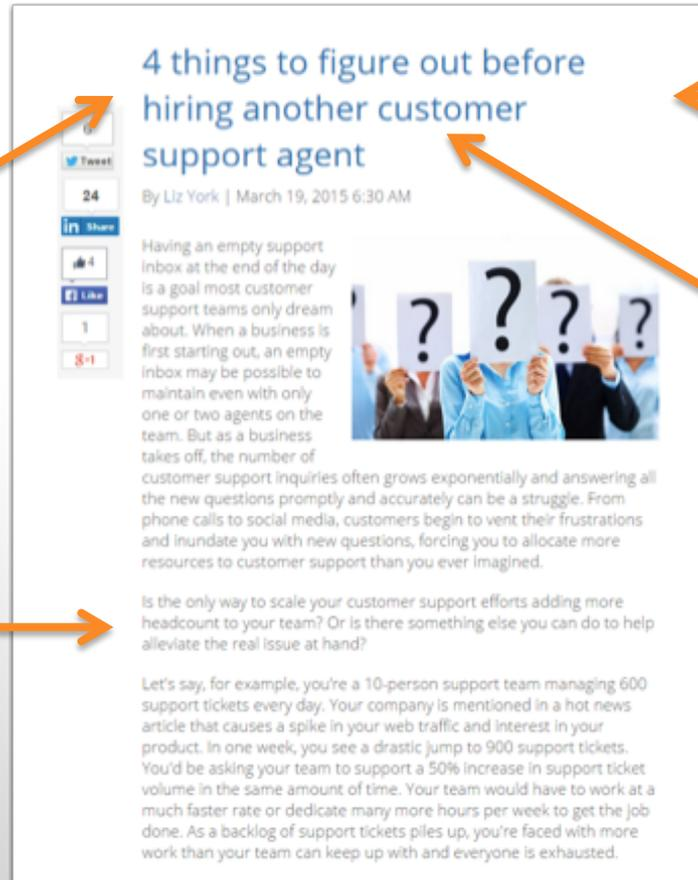 4 things to figure out before
hiring another customer
support agent
By Liz York | March 19, 2015 6:30 AM
Tweet
24
in Share
4
Like
1
g+1
Having an empty support
inbox at the end of the day
is a goal most customer
support teams only dream
about. When a business is
first starting out, an empty
inbox may be possible to
maintain even with only
one or two agents on the
team. But as a business
takes off, the number of
customer support inquiries often grows exponentially and answering all
the new questions promptly and accurately can be a struggle. From
phone calls to social media, customers begin to vent their frustrations
and inundate you with new questions, forcing you to allocate more
resources to customer support than you ever imagined.
? ? ? ?
Is the only way to scale your customer support efforts adding more
headcount to your team? Or is there something else you can do to help
alleviate the real issue at hand?
Let's say, for example, you're a 10-person support team managing 600
support tickets every day. Your company is mentioned in a hot news
article that causes a spike in your web traffic and interest in your
product. In one week, you see a drastic jump to 900 support tickets.
You'd be asking your team to support a 50% increase in support ticket
volume in the same amount of time. Your team would have to work at a
much faster rate or dedicate many more hours per week to get the job
done. As a backlog of support tickets piles up, you're faced with more
work than your team can keep up with and everyone is exhausted.